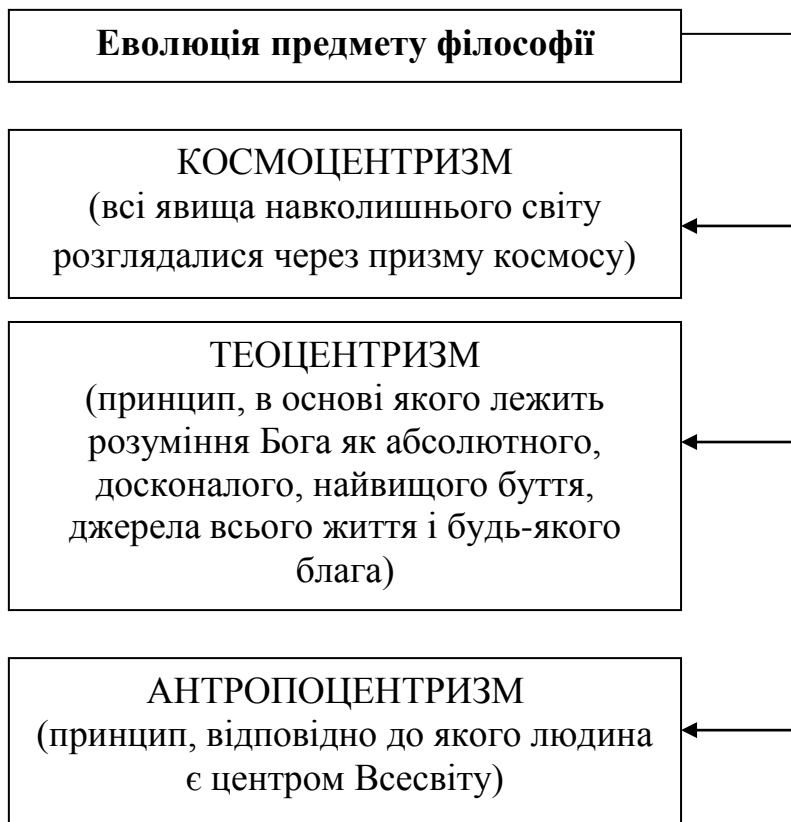 Еволюція предмету філософії
КОСМОЦЕНТРИЗМ
(всі явища навколишнього світу
розглядалися через призму космосу)
ТЕОЦЕНТРИЗМ
(принцип, в основі якого лежить
розуміння Бога як абсолютного,
досконалого, найвищого буття,
джерела всього життя і будь-якого
блага)
АНТРОПОЦЕНТРИЗМ
(принцип, відповідно до якого людина
є центром Всесвіту)